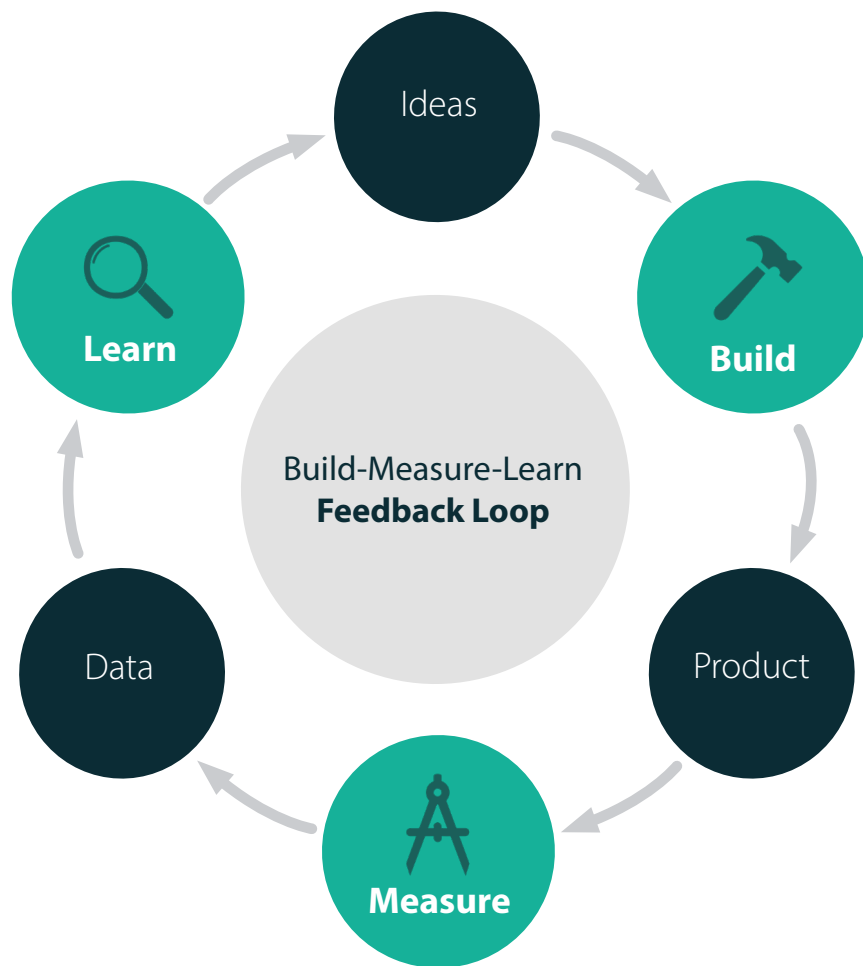 Ideas
Build
Product
Measure
Data
Learn
Build-Measure-Learn
Feedback Loop